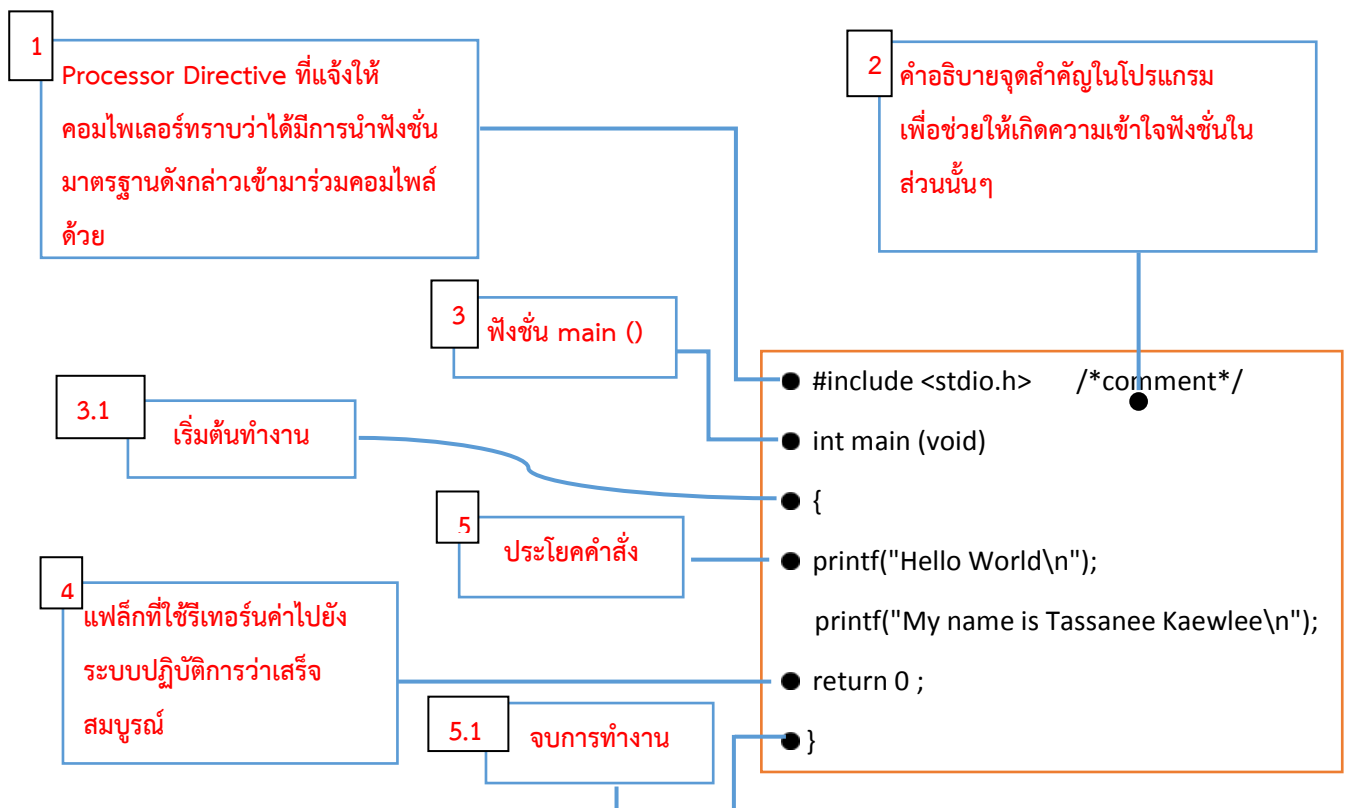 1
Processor Directive ที่แจ้งให้
คอมไพเลอร์ทราบว่าได้มีการนำฟังชั่น
มาตรฐานดังกล่าวเข้ามาร่วมคอมไพล์
ด้วย
2
คำอธิบายจุดสำคัญในโปรแกรม
เพื่อช่วยให้เกิดความเข้าใจฟังชั่นใน
ส่วนนั้นๆ
3
ฟังชั่น main ()
3.1
เริ่มต้นทำงาน
5
ประโยคคำสั่ง
4
แฟล็กที่ใช้รีเทอร์นค่าไปยัง
ระบบปฏิบัติการว่าเสร็จ
สมบูรณ์
5.1
จบการทำงาน
#include <stdio.h> /*comment*/
int main (void)
{
printf("Hello World\n");
printf("My name is Tassanee Kaewlee\n");
return 0 ;
}